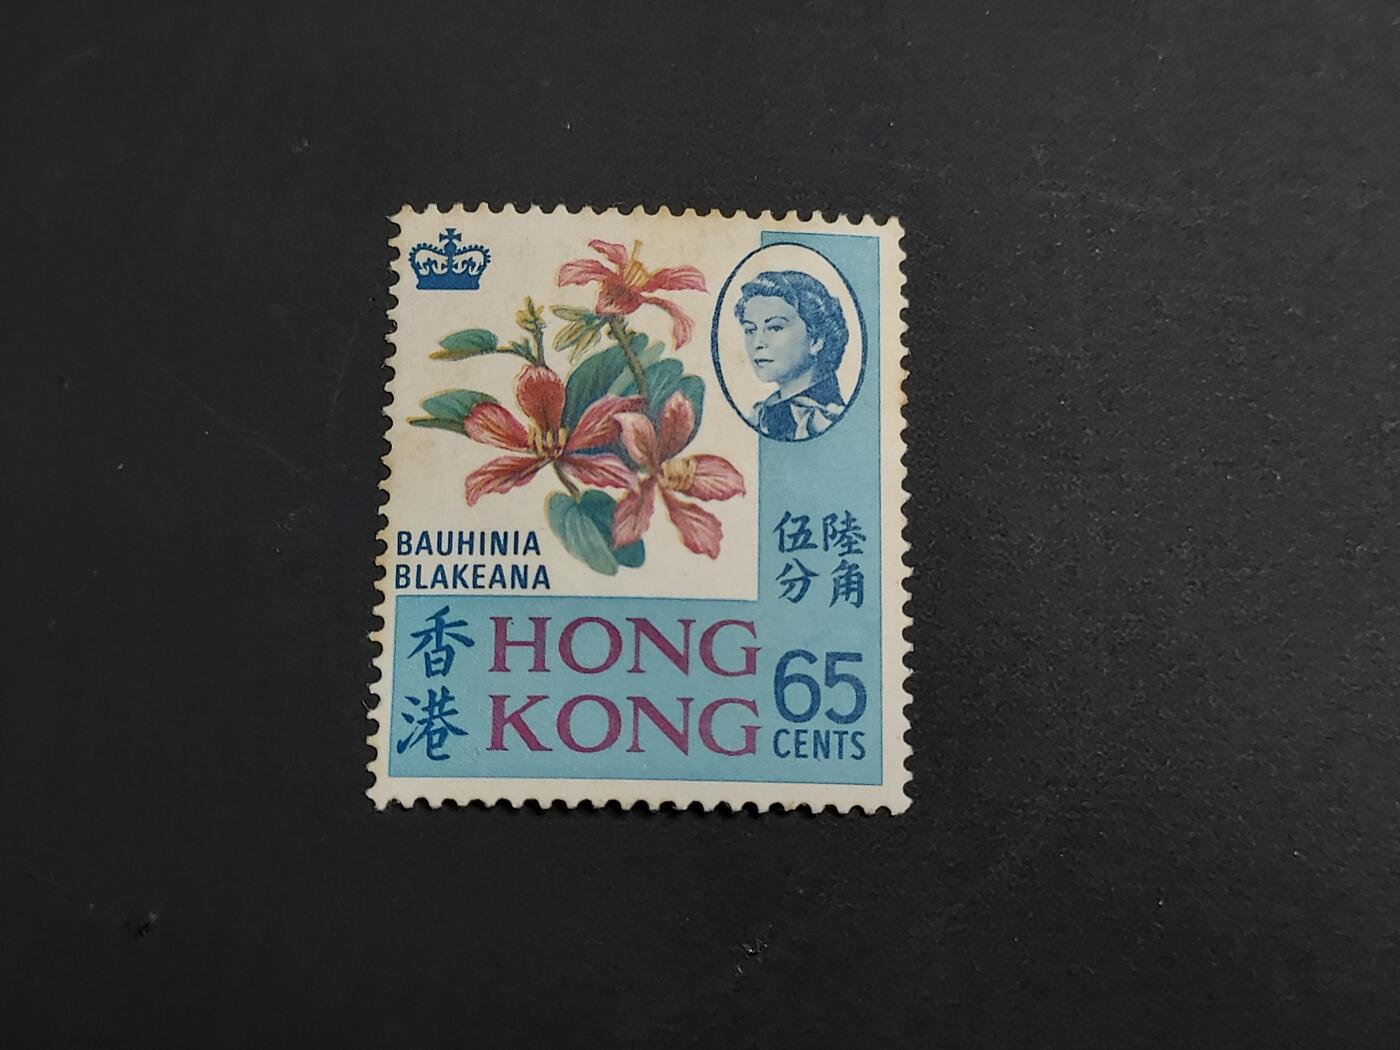 BAUHINIA
BLAKEANA
陸角
伍分
香港
HONG
KONG
65
CENTS